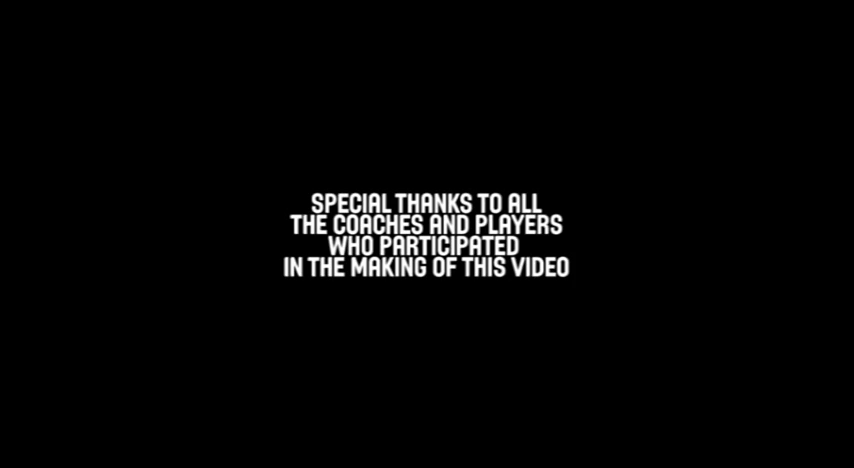 SPECIAL THANKS TO ALL
THE COACHES AND PLAYERS
WHO PARTICIPATED
IN THE MAKING OF THIS VIDEO